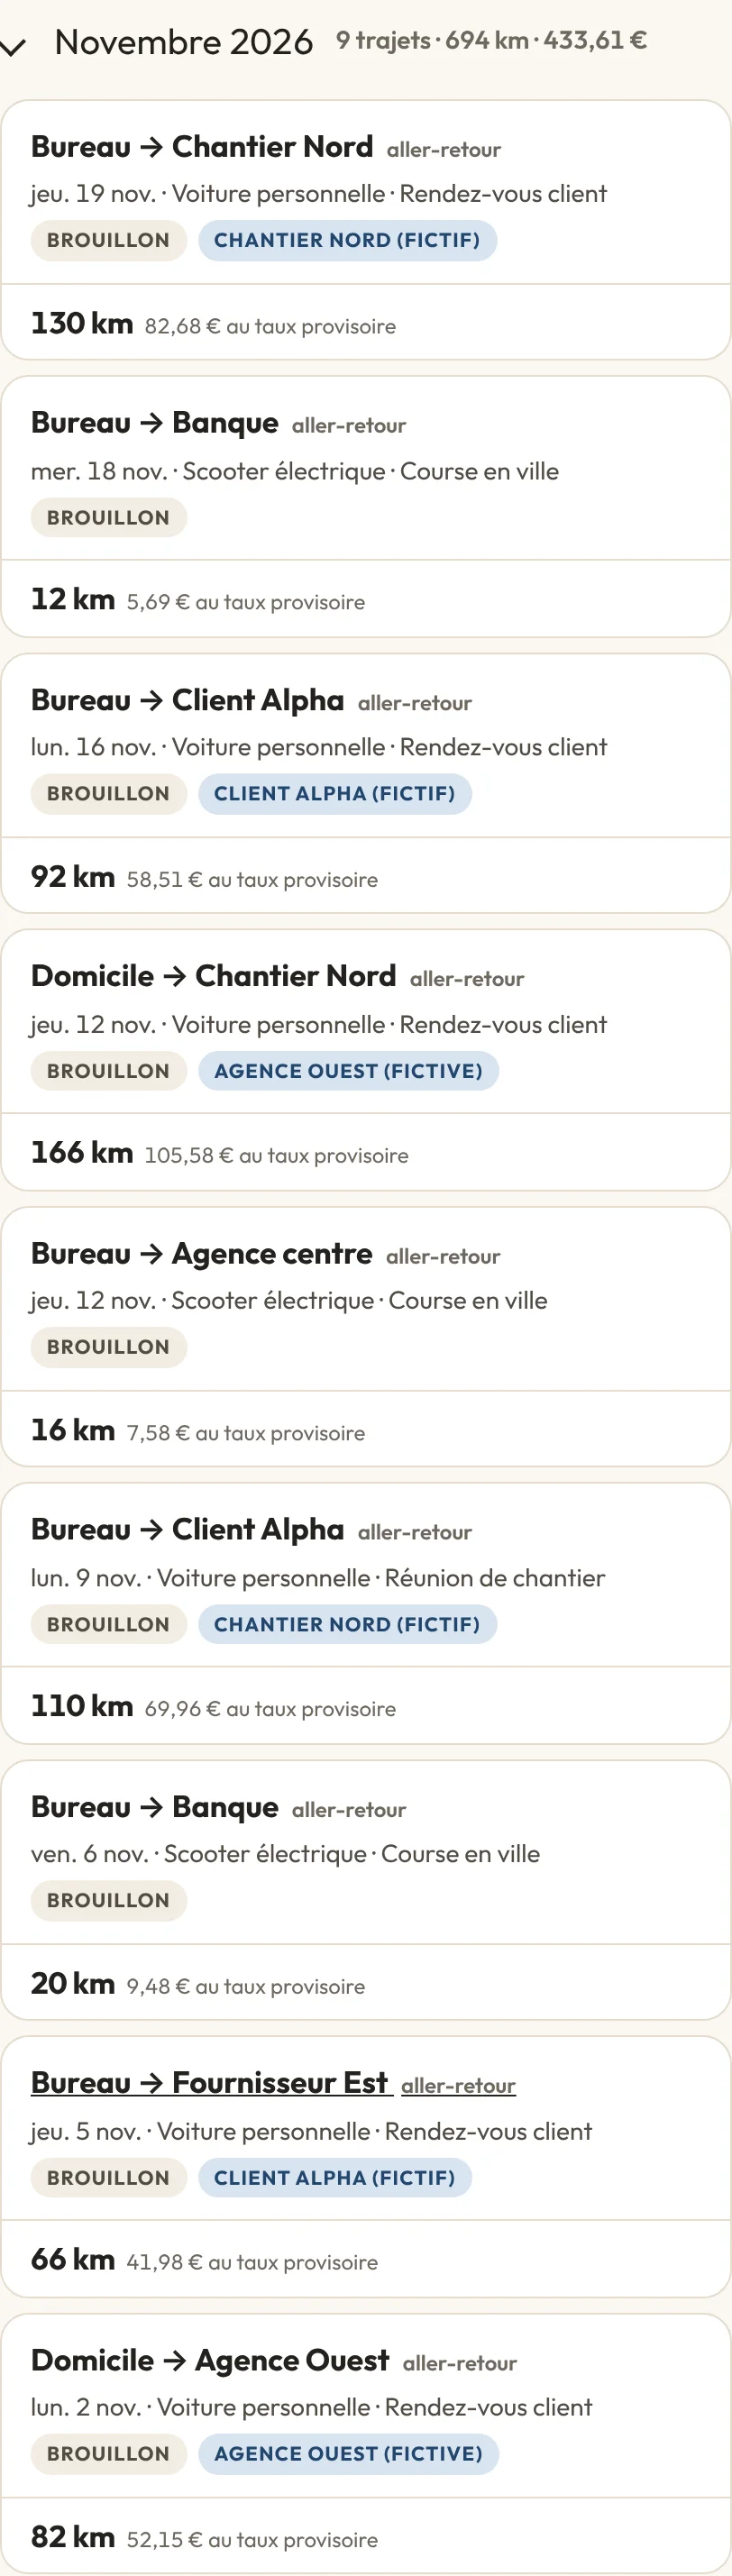 Novembre 2026 9 trajets · 694 km · 433,61 €
Bureau → Chantier Nord aller-retour
jeu. 19 nov. · Voiture personnelle · Rendez-vous client
BROUILLON CHANTIER NORD (FICTIF)
130 km 82,68 € au taux provisoire
Bureau → Banque aller-retour
mer. 18 nov. · Scooter électrique · Course en ville
BROUILLON
12 km 5,69 € au taux provisoire
Bureau → Client Alpha aller-retour
lun. 16 nov. · Voiture personnelle · Rendez-vous client
BROUILLON CLIENT ALPHA (FICTIF)
92 km 58,51 € au taux provisoire
Domicile → Chantier Nord aller-retour
jeu. 12 nov. · Voiture personnelle · Rendez-vous client
BROUILLON AGENCE OUEST (FICTIVE)
166 km 105,58 € au taux provisoire
Bureau → Agence centre aller-retour
jeu. 12 nov. · Scooter électrique · Course en ville
BROUILLON
16 km 7,58 € au taux provisoire
Bureau → Client Alpha aller-retour
lun. 9 nov. · Voiture personnelle · Réunion de chantier
BROUILLON CHANTIER NORD (FICTIF)
110 km 69,96 € au taux provisoire
Bureau → Banque aller-retour
ven. 6 nov. · Scooter électrique · Course en ville
BROUILLON
20 km 9,48 € au taux provisoire
Bureau → Fournisseur Est aller-retour
jeu. 5 nov. · Voiture personnelle · Rendez-vous client
BROUILLON CLIENT ALPHA (FICTIF)
66 km 41,98 € au taux provisoire
Domicile → Agence Ouest aller-retour
lun. 2 nov. · Voiture personnelle · Rendez-vous client
BROUILLON AGENCE OUEST (FICTIVE)
82 km 52,15 € au taux provisoire